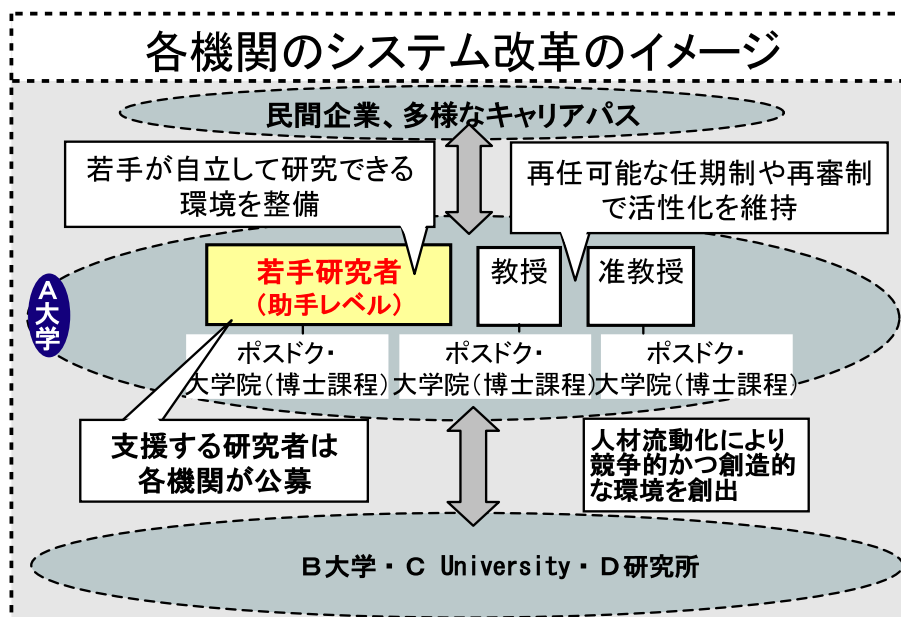 各機関のシステム改革のイメージ
民間企業、多様なキャリアパス
若手が自立して研究できる
環境を整備
再任可能な任期制や再審制
で活性化を維持
A大学
若手研究者
(助手レベル)
教授
准教授
ポスドク・
大学院(博士課程)
ポスドク・
大学院(博士課程)
ポスドク・
大学院(博士課程)
支援する研究者は
各機関が公募
人材流動化により
競争的かつ創造的
な環境を創出
B大学・C University・D研究所